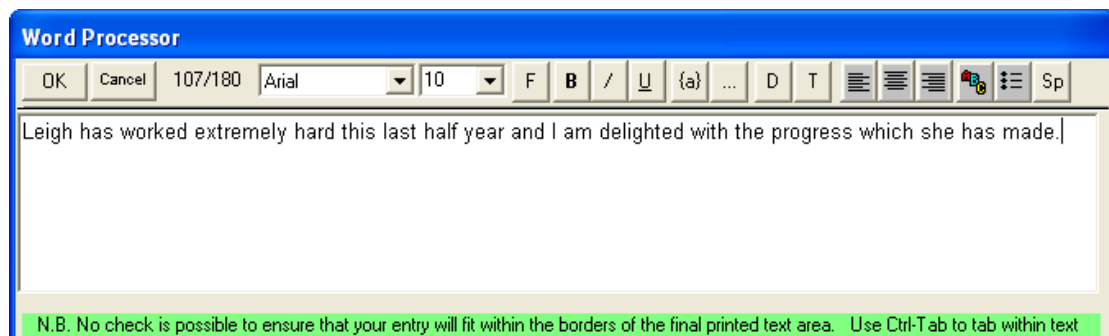 Word Processor
OK Cancel 107/180 Arial 10 F B / U {a} ... D T ABC Sp
Leigh has worked extremely hard this last half year and I am delighted with the progress which she has made.
N.B. No check is possible to ensure that your entry will fit within the borders of the final printed text area. Use Ctrl-Tab to tab within text